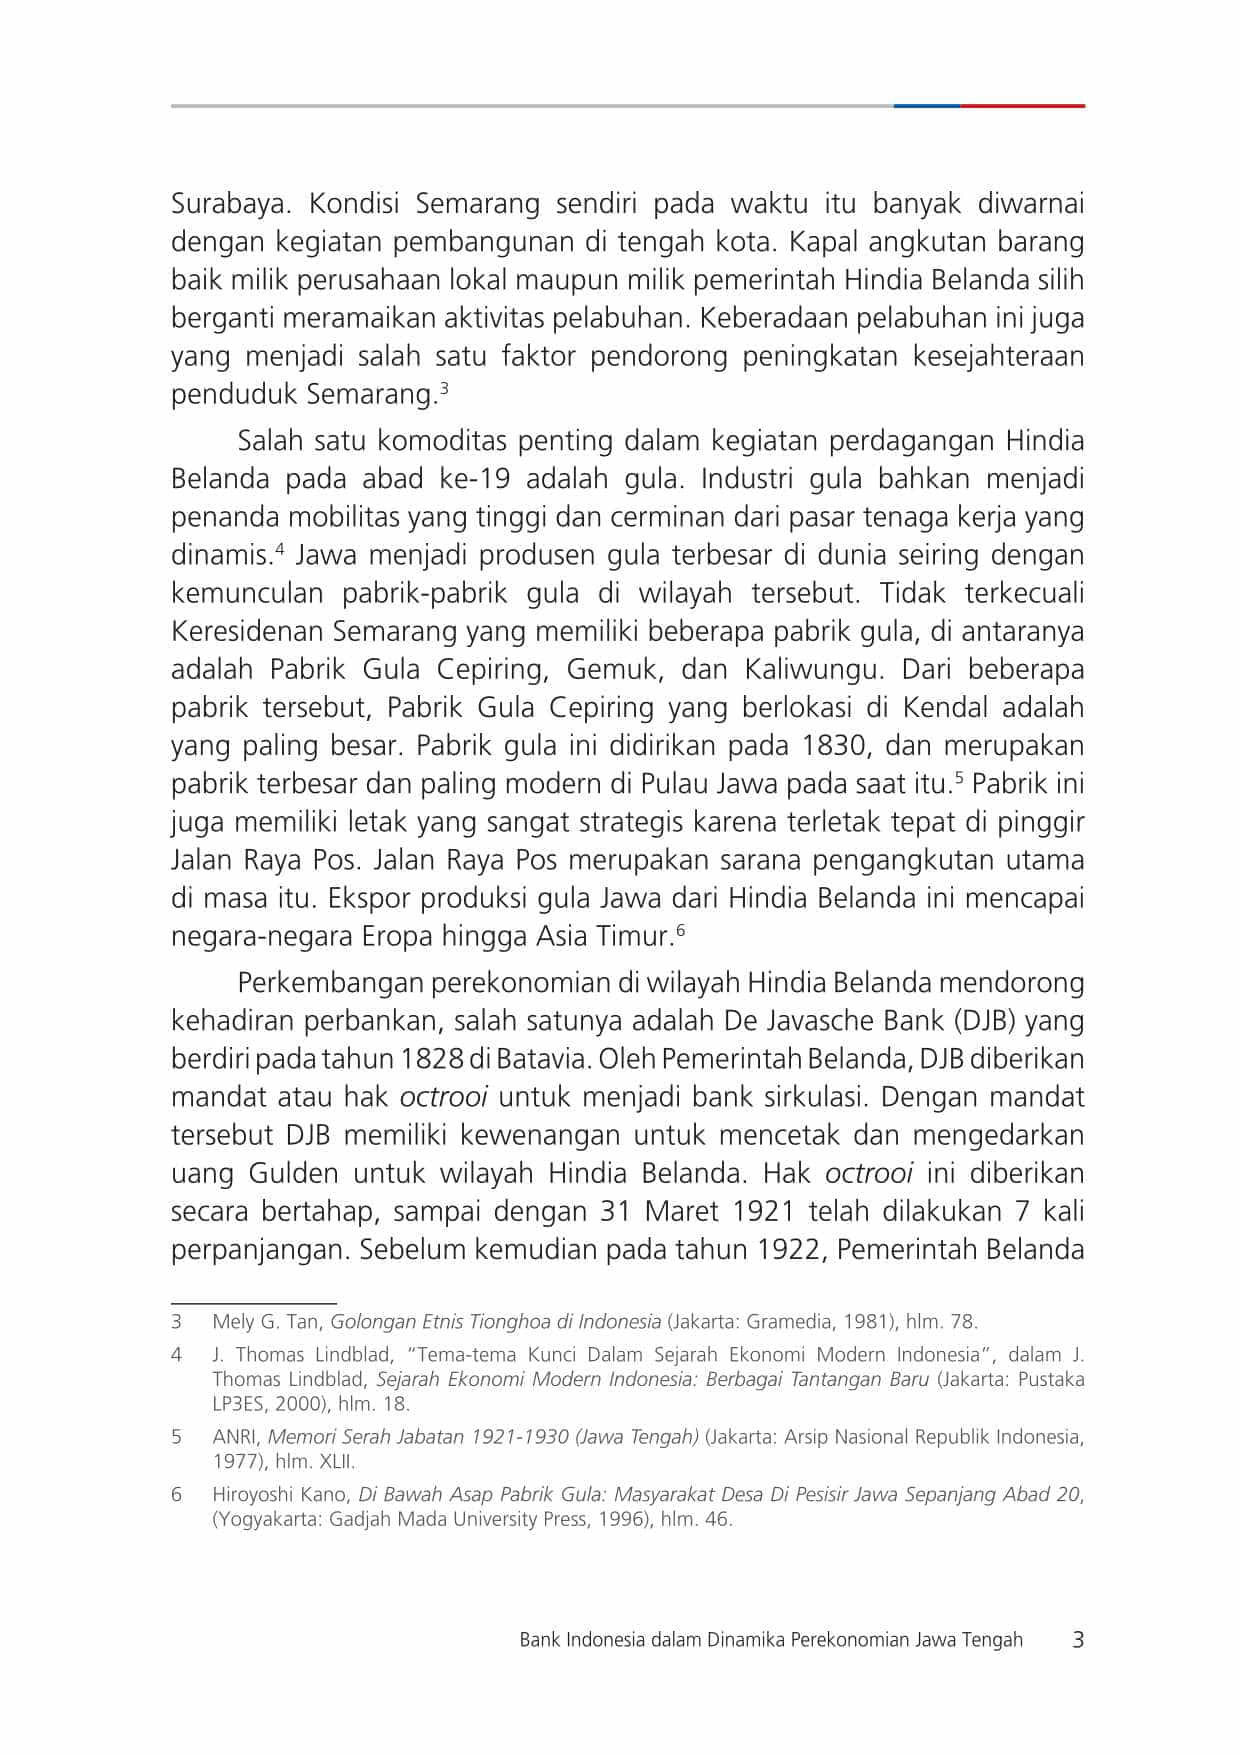 Surabaya. Kondisi Semarang sendiri pada waktu itu banyak diwarnai
dengan kegiatan pembangunan di tengah kota. Kapal angkutan barang
baik milik perusahaan lokal maupun milik pemerintah Hindia Belanda silih
berganti meramaikan aktivitas pelabuhan. Keberadaan pelabuhan ini juga
yang menjadi salah satu faktor pendorong peningkatan kesejahteraan
penduduk Semarang.³
Salah satu komoditas penting dalam kegiatan perdagangan Hindia
Belanda pada abad ke-19 adalah gula. Industri gula bahkan menjadi
penanda mobilitas yang tinggi dan cerminan dari pasar tenaga kerja yang
dinamis.⁴ Jawa menjadi produsen gula terbesar di dunia seiring dengan
kemunculan pabrik-pabrik gula di wilayah tersebut. Tidak terkecuali
Keresidenan Semarang yang memiliki beberapa pabrik gula, di antaranya
adalah Pabrik Gula Cepiring, Gemuk, dan Kaliwungu. Dari beberapa
pabrik tersebut, Pabrik Gula Cepiring yang berlokasi di Kendal adalah
yang paling besar. Pabrik gula ini didirikan pada 1830, dan merupakan
pabrik terbesar dan paling modern di Pulau Jawa pada saat itu.⁵ Pabrik ini
juga memiliki letak yang sangat strategis karena terletak tepat di pinggir
Jalan Raya Pos. Jalan Raya Pos merupakan sarana pengangkutan utama
di masa itu. Ekspor produksi gula Jawa dari Hindia Belanda ini mencapai
negara-negara Eropa hingga Asia Timur.⁶
Perkembangan perekonomian di wilayah Hindia Belanda mendorong
kehadiran perbankan, salah satunya adalah De Javasche Bank (DJB) yang
berdiri pada tahun 1828 di Batavia. Oleh Pemerintah Belanda, DJB diberikan
mandat atau hak octrooi untuk menjadi bank sirkulasi. Dengan mandat
tersebut DJB memiliki kewenangan untuk mencetak dan mengedarkan
uang Gulden untuk wilayah Hindia Belanda. Hak octrooi ini diberikan
secara bertahap, sampai dengan 31 Maret 1921 telah dilakukan 7 kali
perpanjangan. Sebelum kemudian pada tahun 1922, Pemerintah Belanda
3 Mely G. Tan, Golongan Etnis Tionghoa di Indonesia (Jakarta: Gramedia, 1981), hlm. 78.
4 J. Thomas Lindblad, “Tema-tema Kunci Dalam Sejarah Ekonomi Modern Indonesia”, dalam J.
Thomas Lindblad, Sejarah Ekonomi Modern Indonesia: Berbagai Tantangan Baru (Jakarta: Pustaka
LP3ES, 2000), hlm. 18.
5 ANRI, Memori Serah Jabatan 1921-1930 (Jawa Tengah) (Jakarta: Arsip Nasional Republik Indonesia,
1977), hlm. XLII.
6 Hiroyoshi Kano, Di Bawah Asap Pabrik Gula: Masyarakat Desa Di Pesisir Jawa Sepanjang Abad 20,
(Yogyakarta: Gadjah Mada University Press, 1996), hlm. 46.
Bank Indonesia dalam Dinamika Perekonomian Jawa Tengah 3